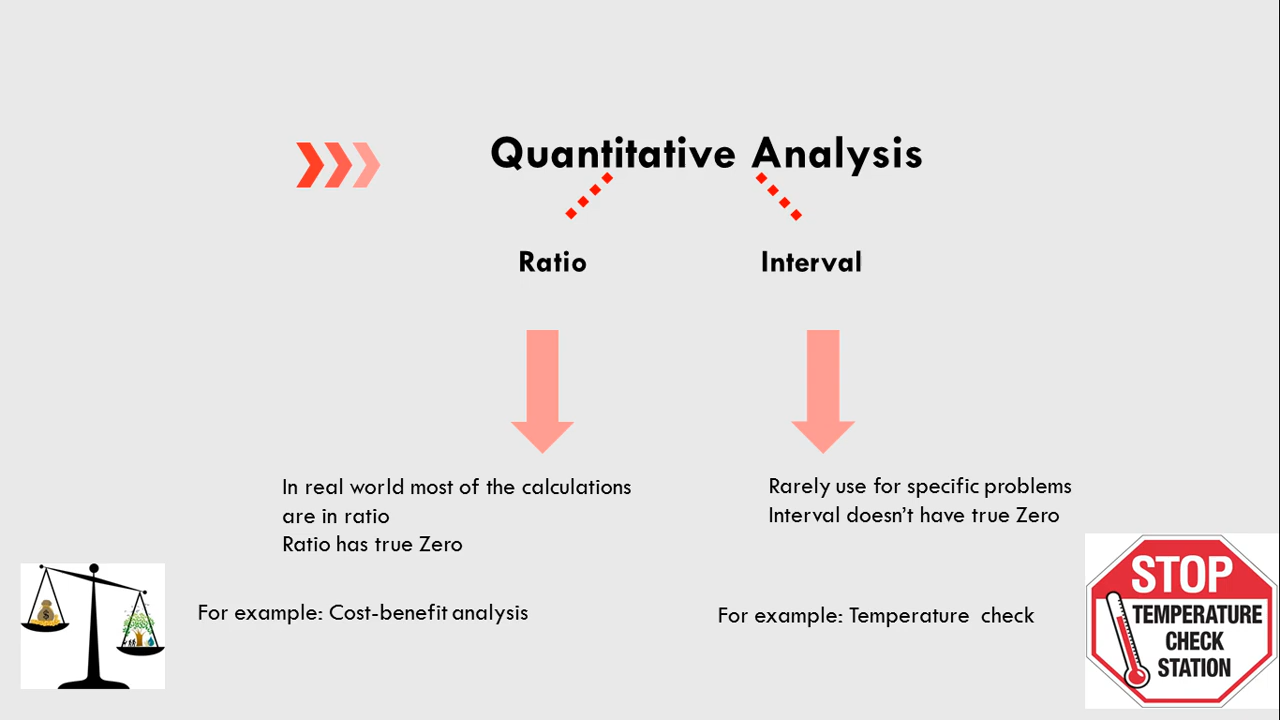 Quantitative Analysis
Ratio
Interval
In real world most of the calculations
are in ratio
Ratio has true Zero
Rarely use for specific problems
Interval doesn't have true Zero
For example: Cost-benefit analysis
For example: Temperature  check
$
STOP
TEMPERATURE
CHECK
STATION